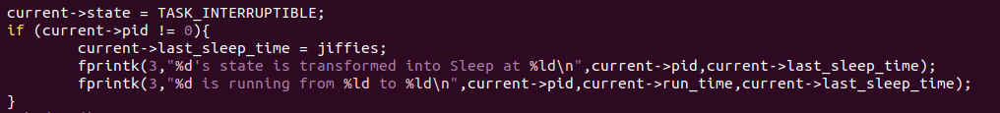 current->state = TASK_INTERRUPTIBLE;
if (current->pid != 0){
        current->last_sleep_time = jiffies;
        fprintk(3,"%d's state is transformed into Sleep at %ld\n",current->pid,current->last_sleep_time);
        fprintk(3,"%d is running from %ld to %ld\n",current->pid,current->run_time,current->last_sleep_time);
}